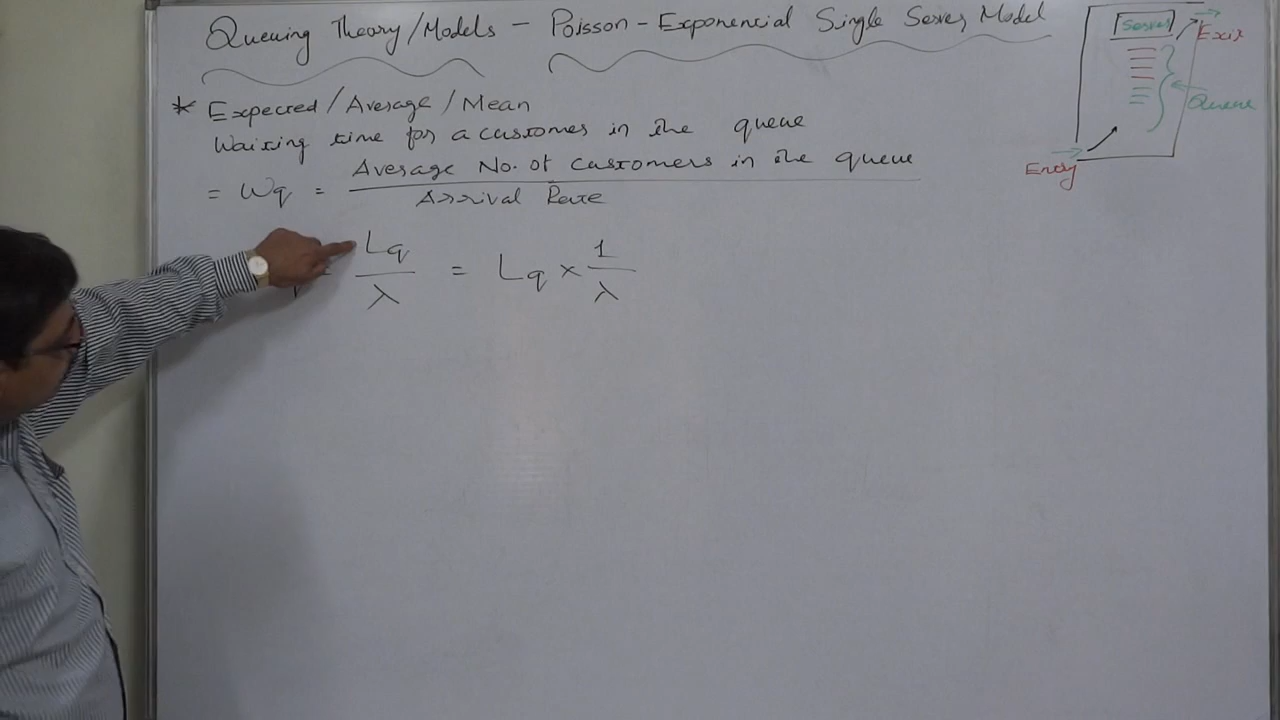 Queuing Theory/Models - Poisson-Exponencial Single Server Model
* Expected/Average/Mean
Waiting time for a customer in the queue
= Wq = Average No. of customers in the queue
Arrival Rate
= Lq / λ = Lq × 1 / λ
Server
Exit
Queue
Entry